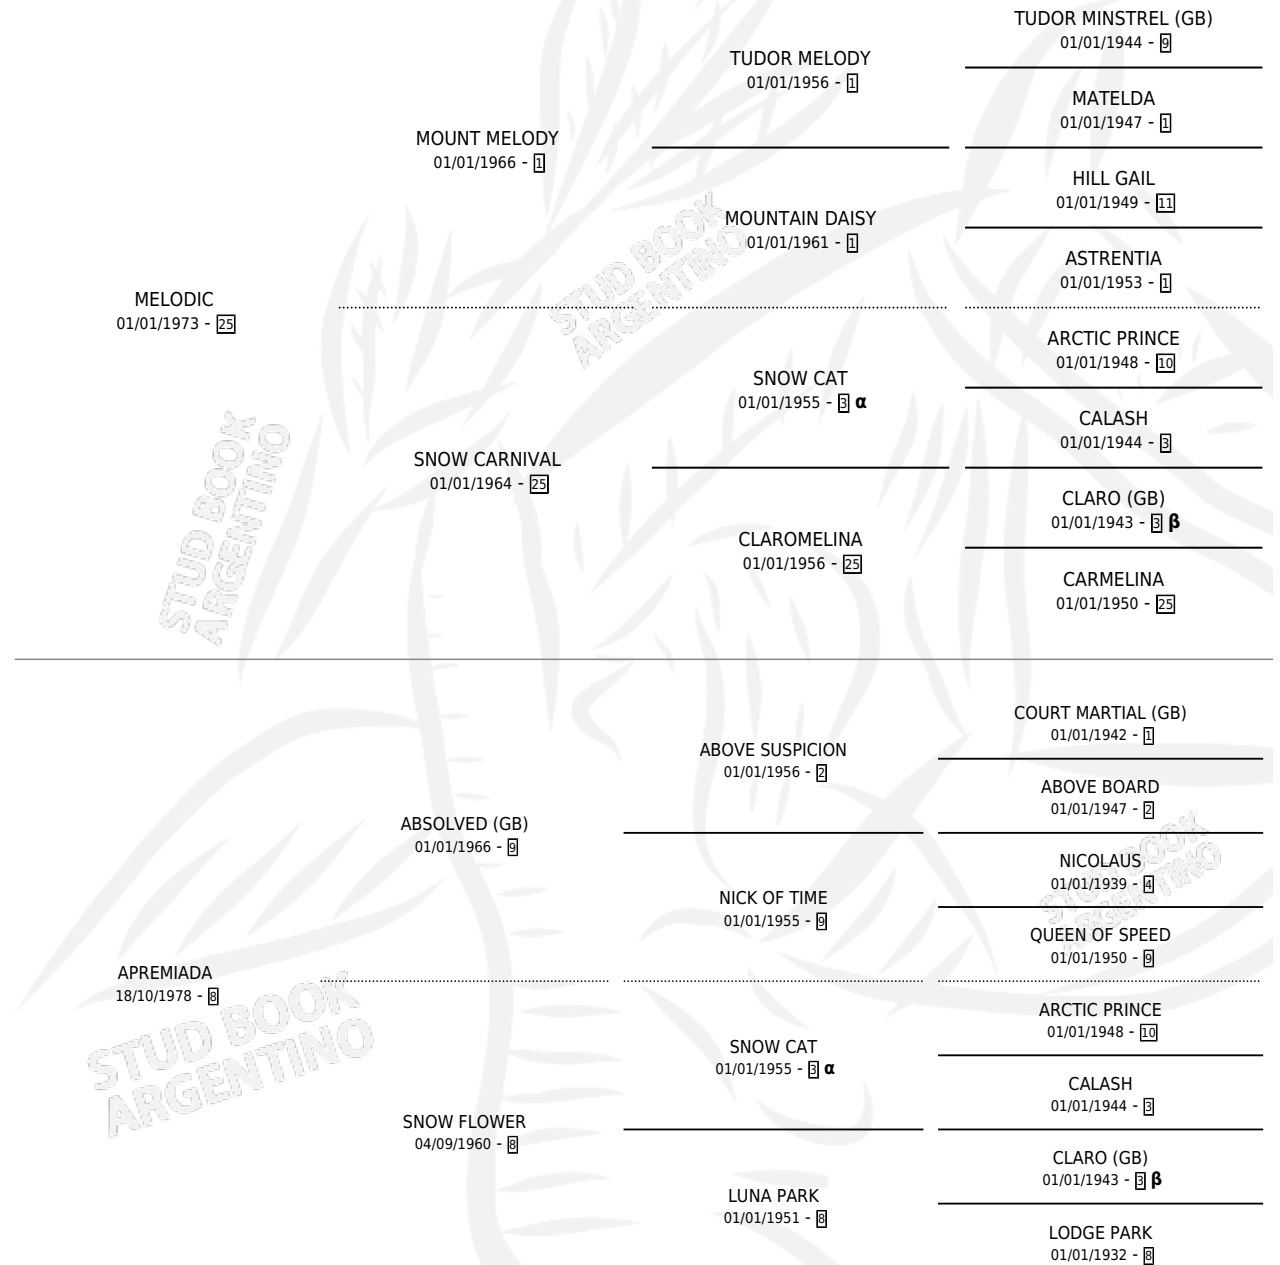 TUDOR MINSTREL (GB)
01/01/1944 - 9
TUDOR MELODY
01/01/1956 - 1
MATELDA
01/01/1947 - 1
MOUNT MELODY
01/01/1966 - 1
HILL GAIL
01/01/1949 - 11
MOUNTAIN DAISY
01/01/1961 - 1
ASTRENTIA
01/01/1953 - 1
STUD BOOK
ARGENTINO
MELODIC
01/01/1973 - 25
ARCTIC PRINCE
01/01/1948 - 10
SNOW CAT
01/01/1955 - 3 α
CALASH
01/01/1944 - 3
SNOW CARNIVAL
01/01/1964 - 25
CLARO (GB)
01/01/1943 - 3 β
CLAROMELINA
01/01/1956 - 25
CARMELINA
01/01/1950 - 25
STUD BOOK
ARGENTINO
COURT MARTIAL (GB)
01/01/1942 - 1
ABOVE SUSPICION
01/01/1956 - 2
ABOVE BOARD
01/01/1947 - 2
ABSOLVED (GB)
01/01/1966 - 9
NICOLAUS
01/01/1939 - 4
NICK OF TIME
01/01/1955 - 9
QUEEN OF SPEED
01/01/1950 - 9
STUD BOOK
ARGENTINO
APREMIADA
18/10/1978 - 8
ARCTIC PRINCE
01/01/1948 - 10
SNOW CAT
01/01/1955 - 3 α
CALASH
01/01/1944 - 3
STUD BOOK
ARGENTINO
SNOW FLOWER
04/09/1960 - 8
CLARO (GB)
01/01/1943 - 3 β
LUNA PARK
01/01/1951 - 8
LODGE PARK
01/01/1932 - 8